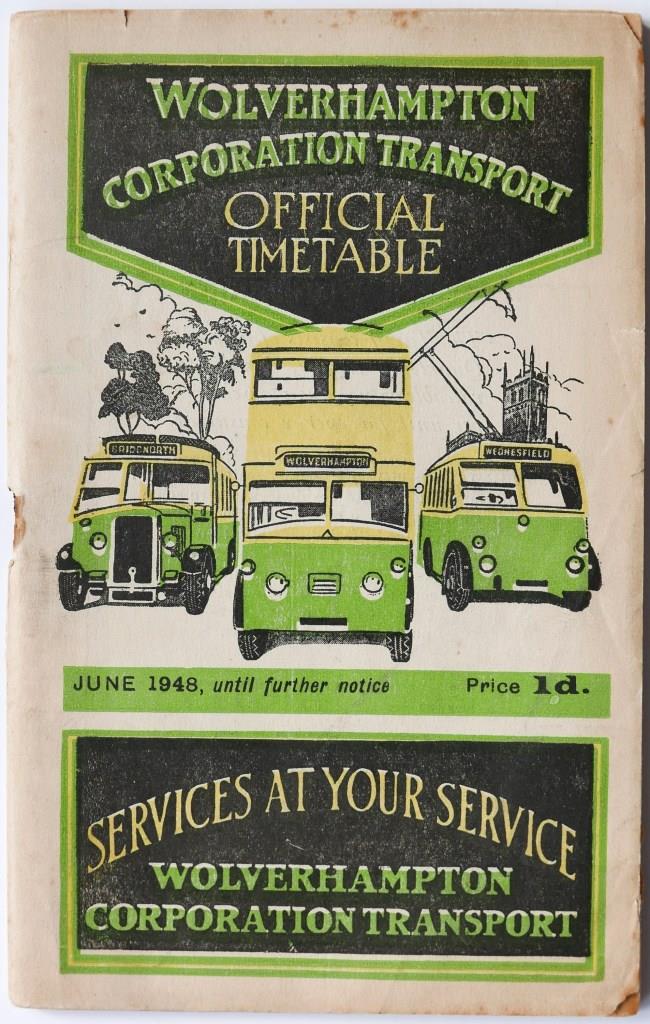 WOLVERHAMPTON
CORPORATION TRANSPORT
OFFICIAL
TIMETABLE
BRIDGNORTH
WOLVERHAMPTON
WEDNESFIELD
JUNE 1948, until further notice Price 1d.
SERVICES AT YOUR SERVICE
WOLVERHAMPTON
CORPORATION TRANSPORT